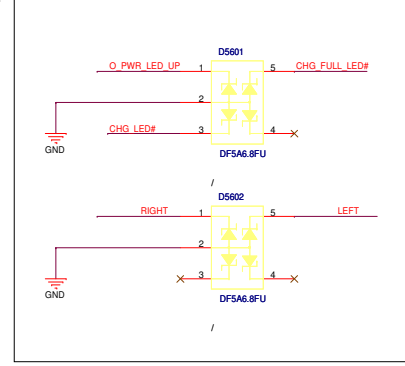 D5601
O_PWR_LED_UP 1 5 CHG_FULL_LED#
2
CHG_LED# 3 4
GND
DF5A6.8FU
/
D5602
RIGHT 1 5 LEFT
2
3 4
GND
DF5A6.8FU
/